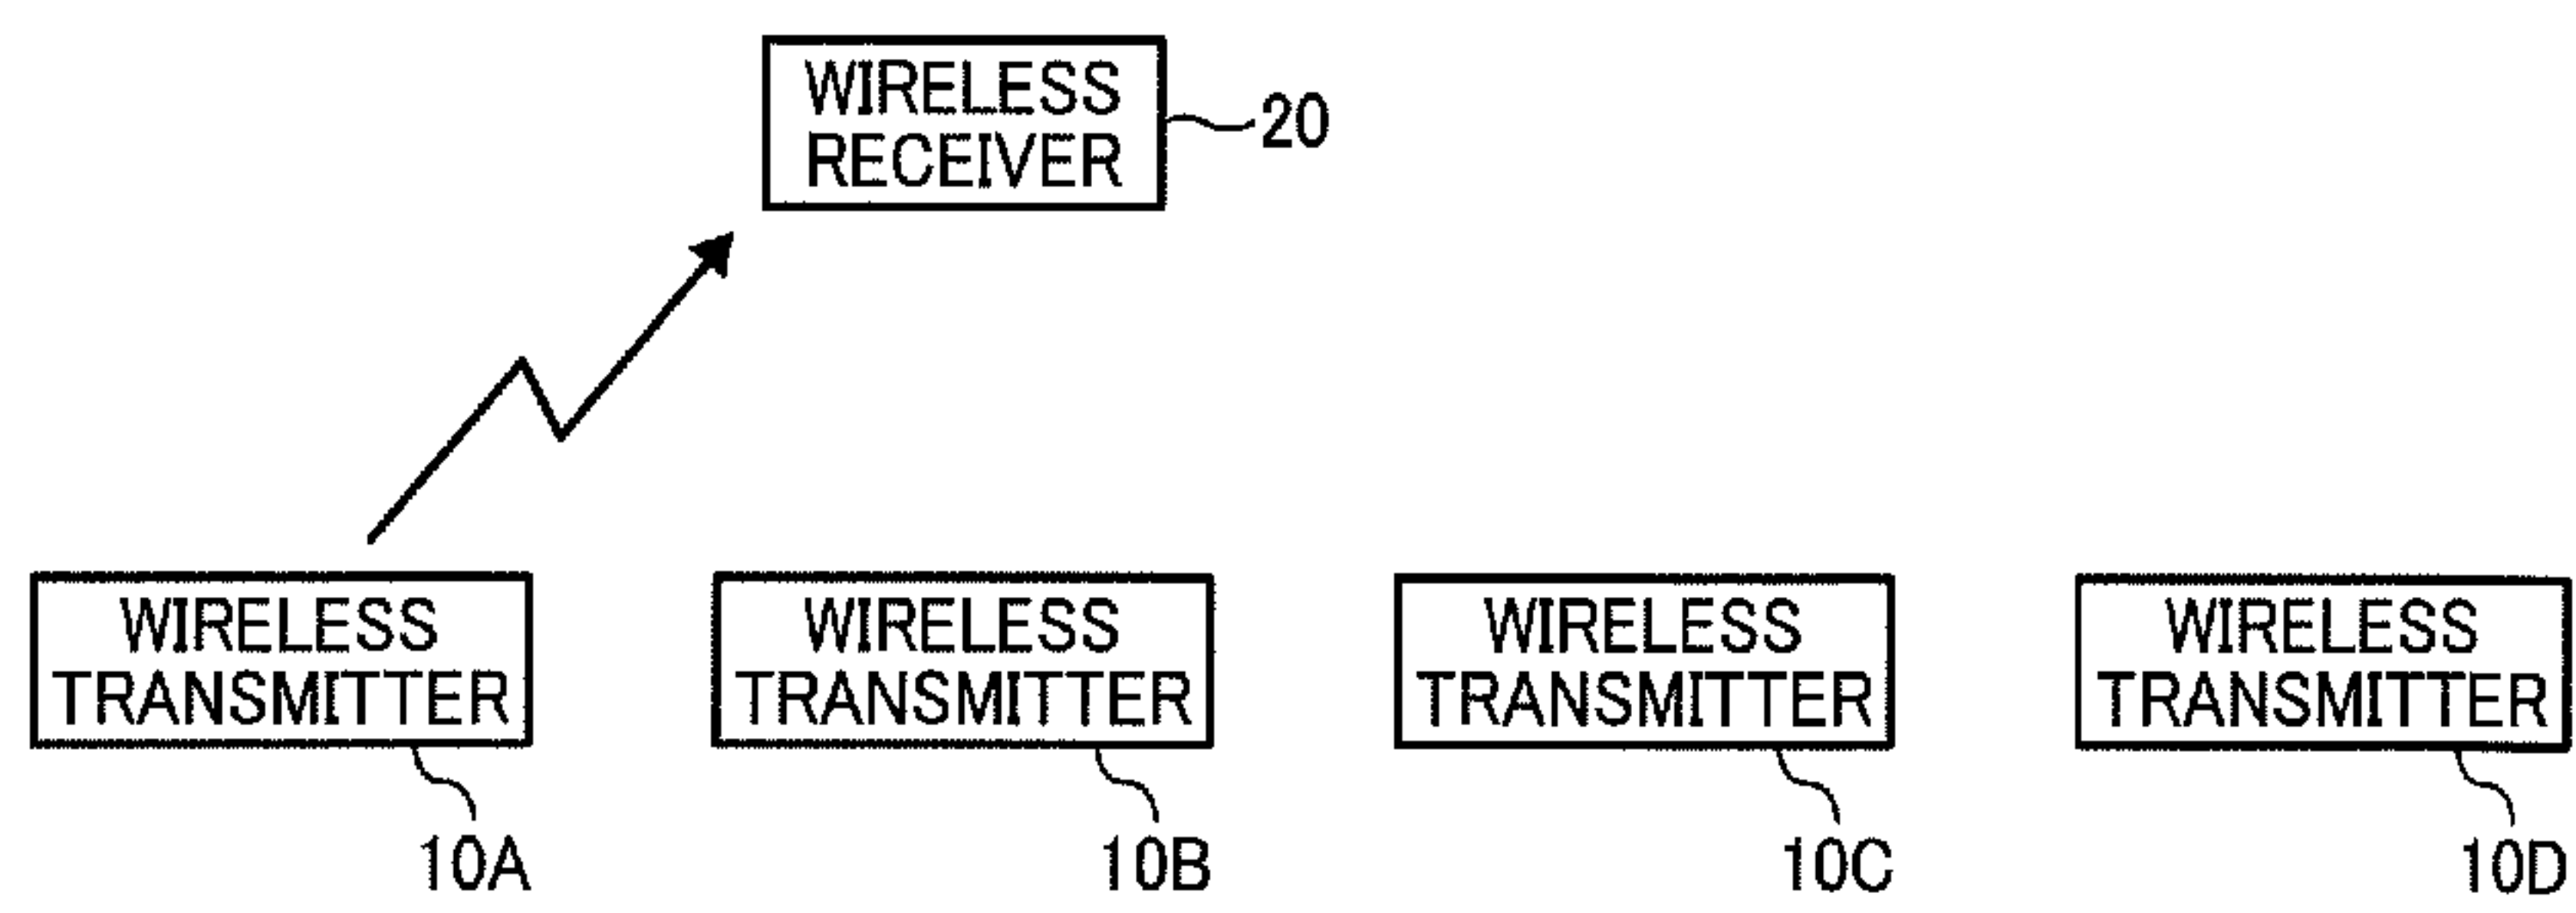 WIRELESS
RECEIVER
20
WIRELESS
TRANSMITTER
10A
WIRELESS
TRANSMITTER
10B
WIRELESS
TRANSMITTER
10C
WIRELESS
TRANSMITTER
10D